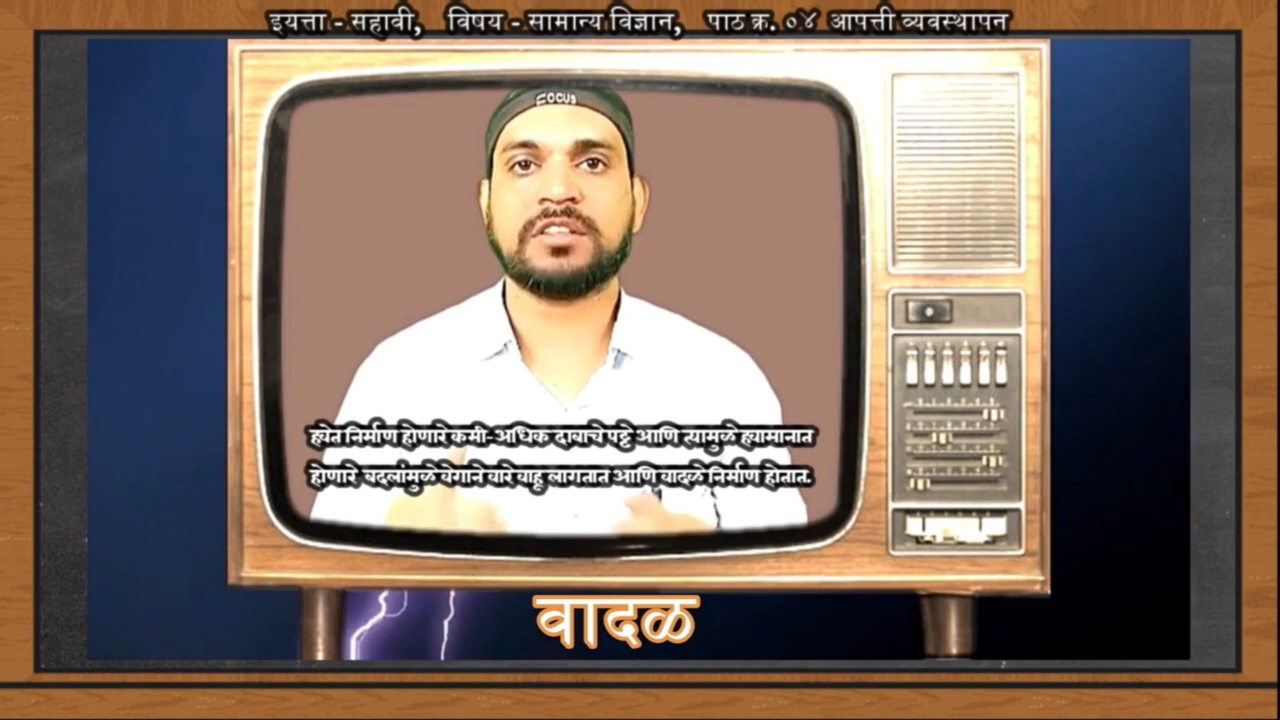 इयत्ता - सहावी,    विषय - सामान्य विज्ञान,    पाठ क्र. ०४ आपत्ती व्यवस्थापन
FOCUS
हवेत निर्माण होणारे कमी-अधिक दाबाचे पट्टे आणि त्यामुळे हवामानात
होणारे बदलांमुळे वेगाने वारे वाहू लागतात आणि वादळे निर्माण होतात.
वादळ